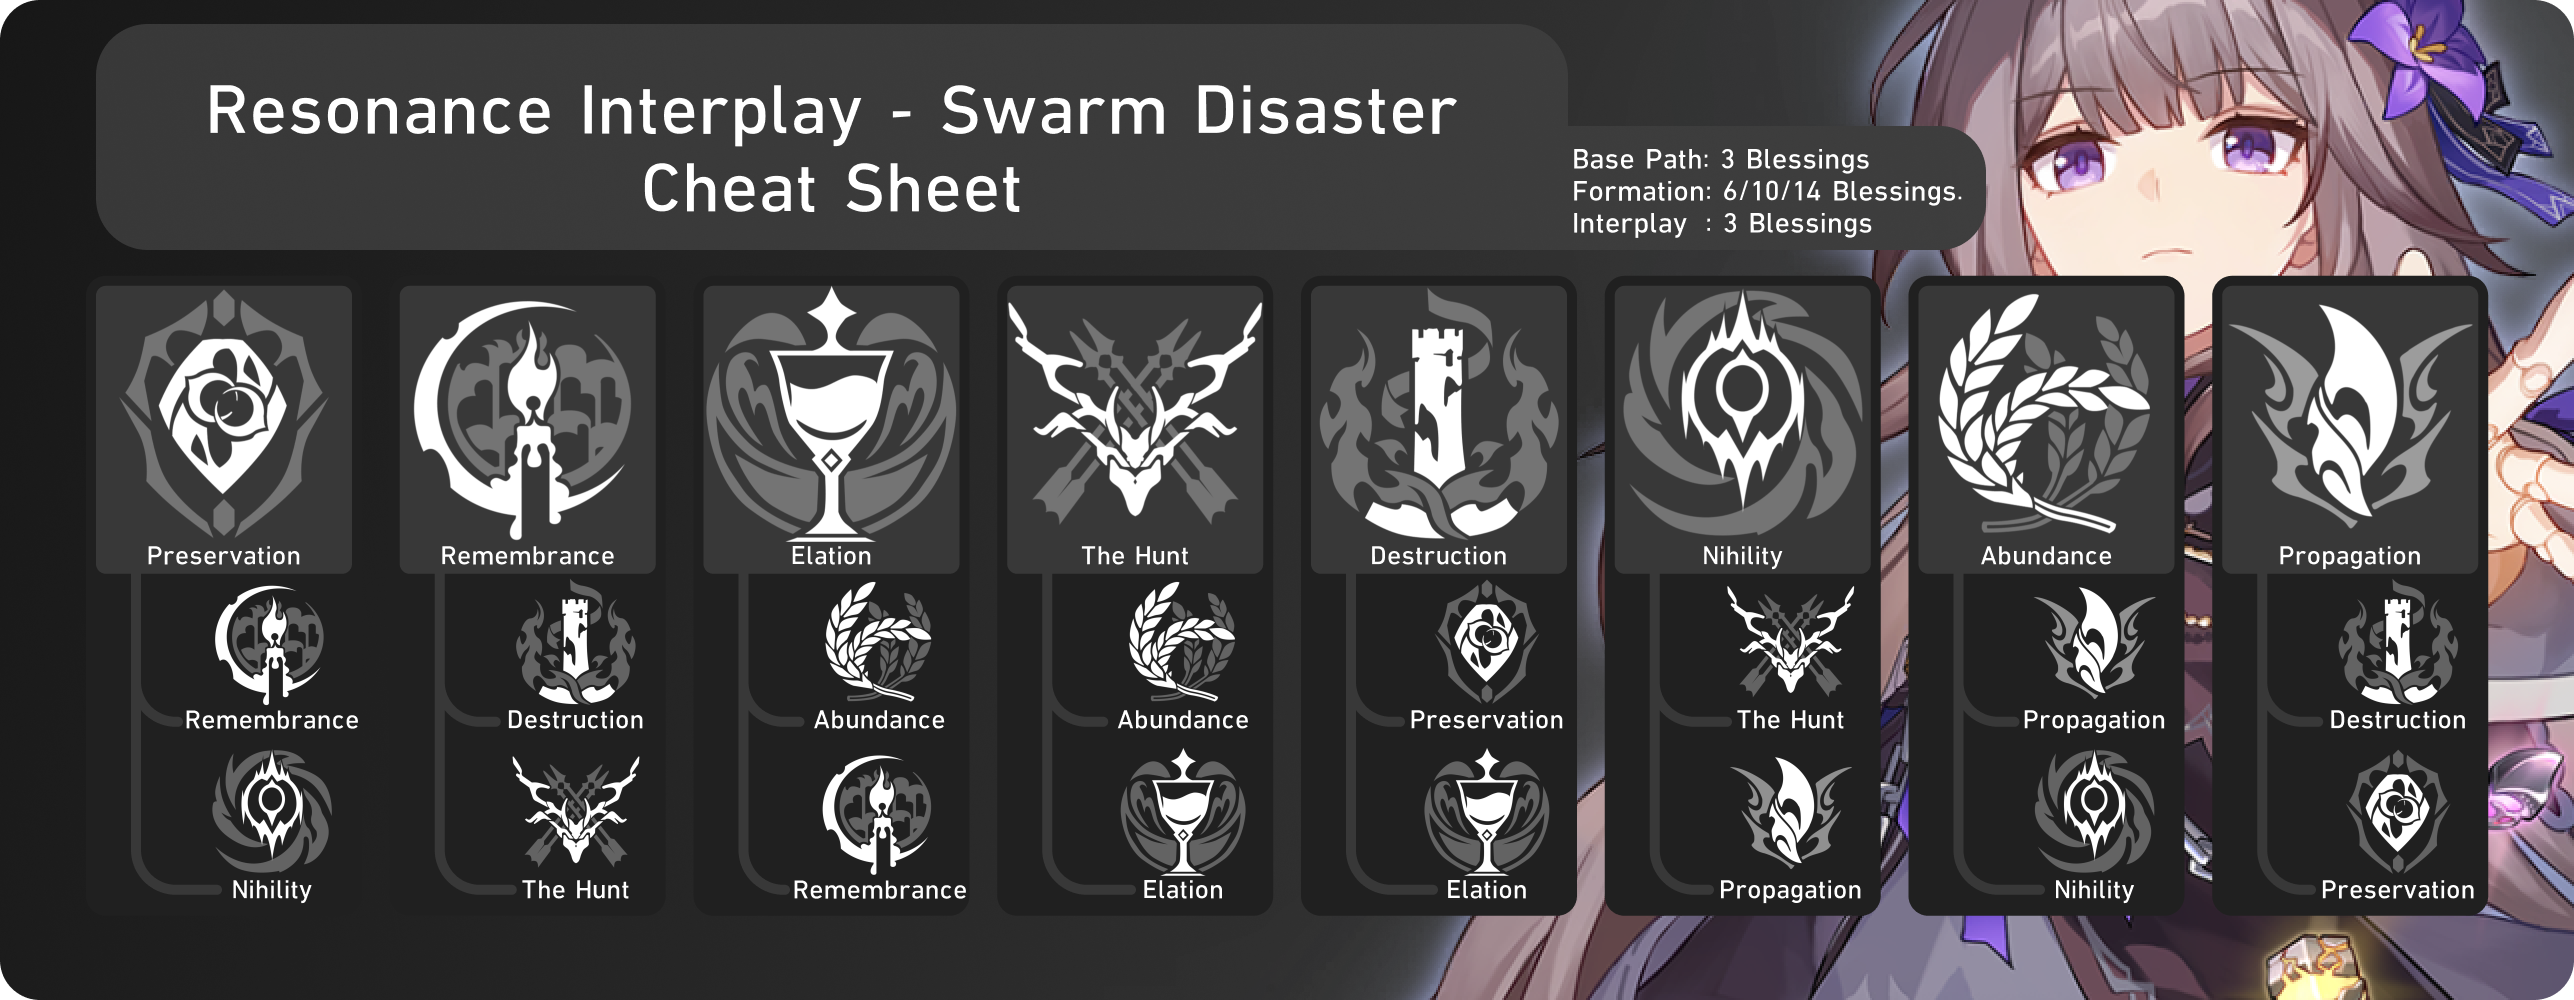 Resonance Interplay - Swarm Disaster
Cheat Sheet
Base Path: 3 Blessings
Formation: 6/10/14 Blessings.
Interplay : 3 Blessings
Preservation
Remembrance
Nihility
Remembrance
Destruction
The Hunt
Elation
Abundance
Remembrance
The Hunt
Abundance
Elation
Destruction
Preservation
Elation
Nihility
The Hunt
Propagation
Abundance
Propagation
Nihility
Propagation
Destruction
Preservation